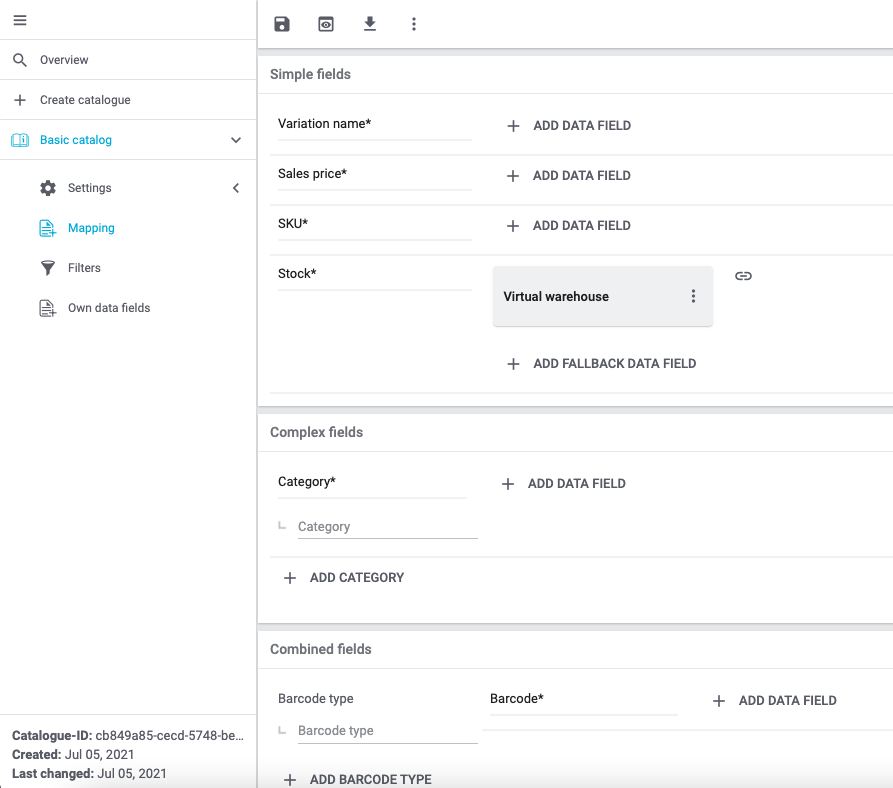 Overview
Create catalogue
Basic catalog
Settings
Mapping
Filters
Own data fields
Catalogue-ID: cb849a85-cecd-5748-be...
Created: Jul 05, 2021
Last changed: Jul 05, 2021
Simple fields
Variation name*
ADD DATA FIELD
Sales price*
ADD DATA FIELD
SKU*
ADD DATA FIELD
Stock*
Virtual warehouse
ADD FALLBACK DATA FIELD
Complex fields
Category*
ADD DATA FIELD
Category
ADD CATEGORY
Combined fields
Barcode type
Barcode*
ADD DATA FIELD
Barcode type
ADD BARCODE TYPE